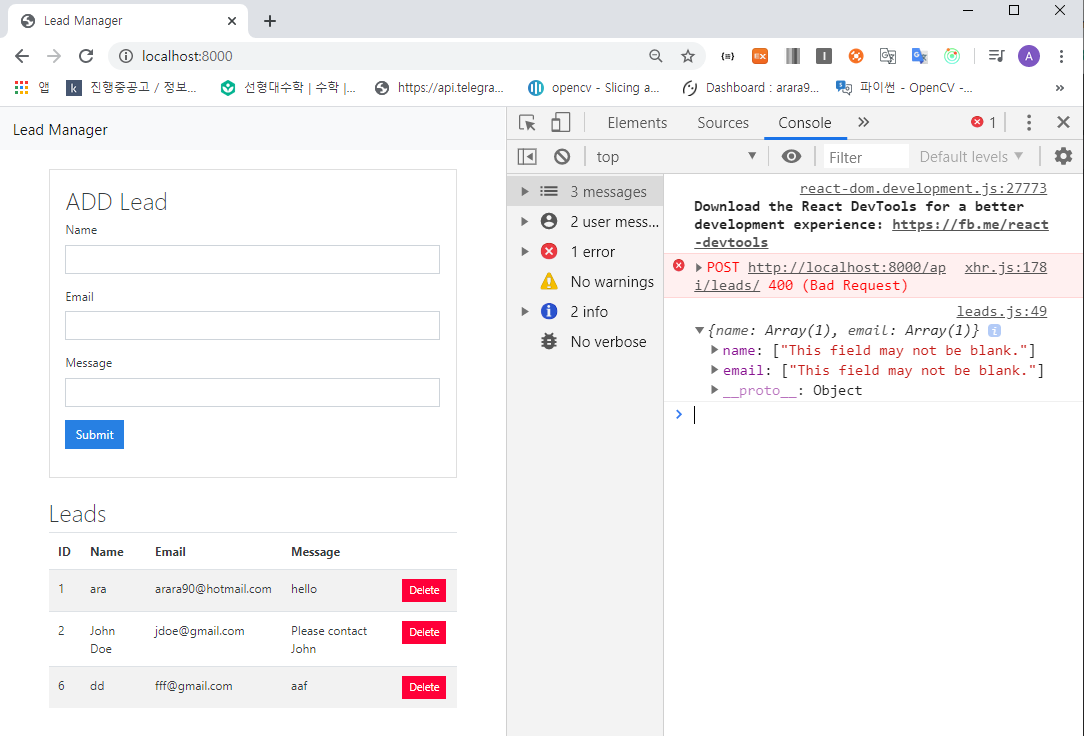 Lead Manager
localhost:8000
A
앱
k
진행중공고 / 정보...
선형대수학 | 수학 |...
https://api.telegra...
opencv - Slicing a...
Dashboard : arara9...
파이썬 - OpenCV -...
»
Lead Manager
ADD Lead
Name
Email
Message
Submit
Leads
ID Name Email Message
1 ara arara90@hotmail.com hello Delete
2 John Doe jdoe@gmail.com Please contact John Delete
6 dd fff@gmail.com aaf Delete
Elements Sources Console » 1
top Filter Default levels
3 messages
2 user mess...
1 error
No warnings
2 info
No verbose
react-dom.development.js:27773
Download the React DevTools for a better
development experience: https://fb.me/react
-devtools
POST http://localhost:8000/ap xhr.js:178
i/leads/ 400 (Bad Request)
leads.js:49
{name: Array(1), email: Array(1)} i
name: ["This field may not be blank."]
email: ["This field may not be blank."]
__proto__: Object